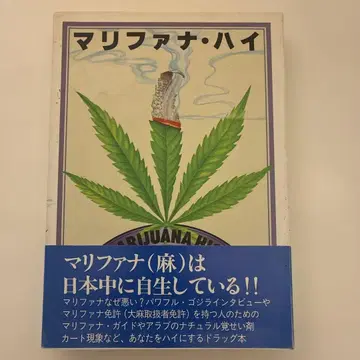 マリファナ・ハイ
マリファナ(麻)は
日本中に自生している!!
マリファナなぜ悪い?パワフル・ゴジラインタビューや
マリファナ免許(大麻取扱者免許)を持つ人のための
マリファナ・ガイドやアラブのナチュラル覚せい剤
カート現象など、あなたをハイにするドラッグ本